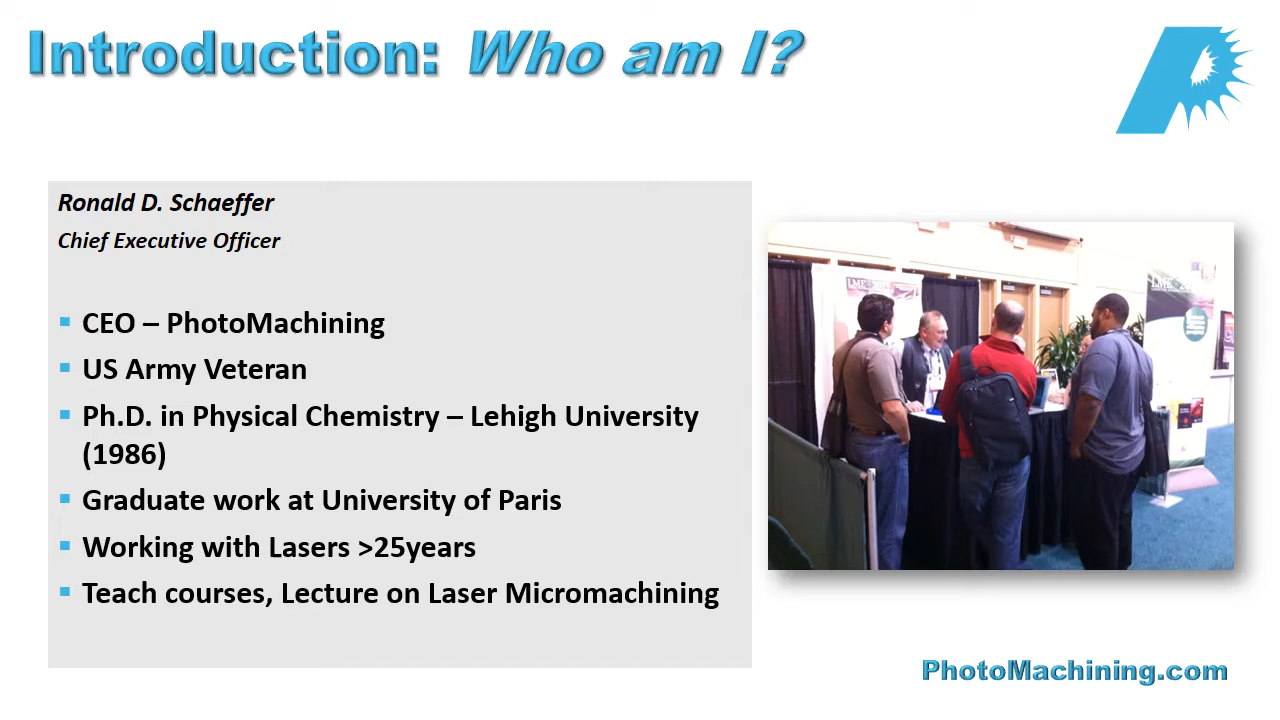 Introduction: Who am I?
Ronald D. Schaeffer
Chief Executive Officer
▪ CEO – PhotoMachining
▪ US Army Veteran
▪ Ph.D. in Physical Chemistry – Lehigh University
(1986)
▪ Graduate work at University of Paris
▪ Working with Lasers >25years
▪ Teach courses, Lecture on Laser Micromachining
LME
LME
PhotoMachining.com